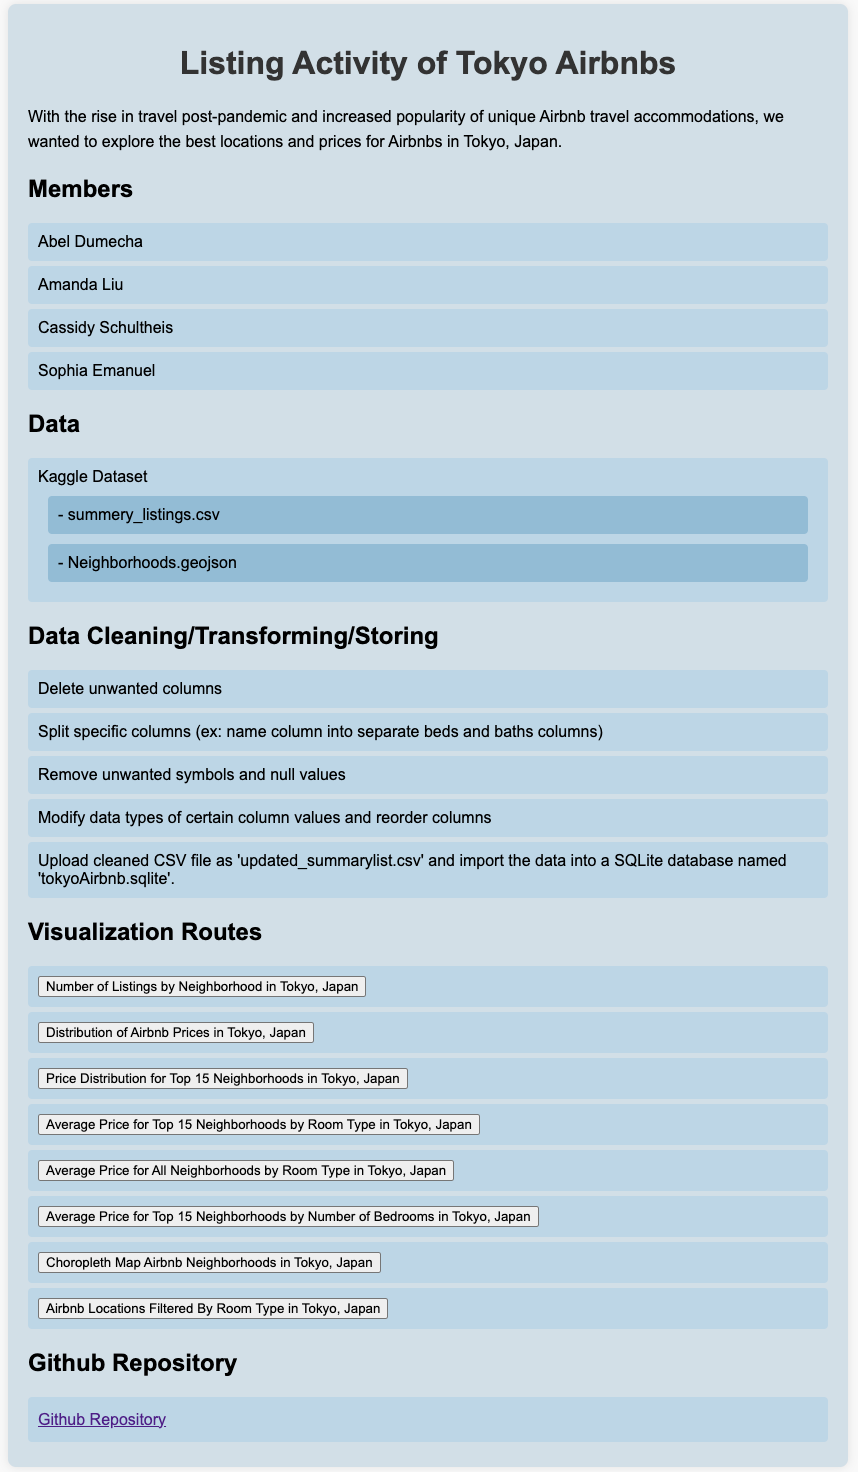 Listing Activity of Tokyo Airbnbs
With the rise in travel post-pandemic and increased popularity of unique Airbnb travel accommodations, we
wanted to explore the best locations and prices for Airbnbs in Tokyo, Japan.
Members
Abel Dumecha
Amanda Liu
Cassidy Schultheis
Sophia Emanuel
Data
Kaggle Dataset
- summery_listings.csv
- Neighborhoods.geojson
Data Cleaning/Transforming/Storing
Delete unwanted columns
Split specific columns (ex: name column into separate beds and baths columns)
Remove unwanted symbols and null values
Modify data types of certain column values and reorder columns
Upload cleaned CSV file as 'updated_summarylist.csv' and import the data into a SQLite database named
'tokyoAirbnb.sqlite'.
Visualization Routes
Number of Listings by Neighborhood in Tokyo, Japan
Distribution of Airbnb Prices in Tokyo, Japan
Price Distribution for Top 15 Neighborhoods in Tokyo, Japan
Average Price for Top 15 Neighborhoods by Room Type in Tokyo, Japan
Average Price for All Neighborhoods by Room Type in Tokyo, Japan
Average Price for Top 15 Neighborhoods by Number of Bedrooms in Tokyo, Japan
Choropleth Map Airbnb Neighborhoods in Tokyo, Japan
Airbnb Locations Filtered By Room Type in Tokyo, Japan
Github Repository
Github Repository